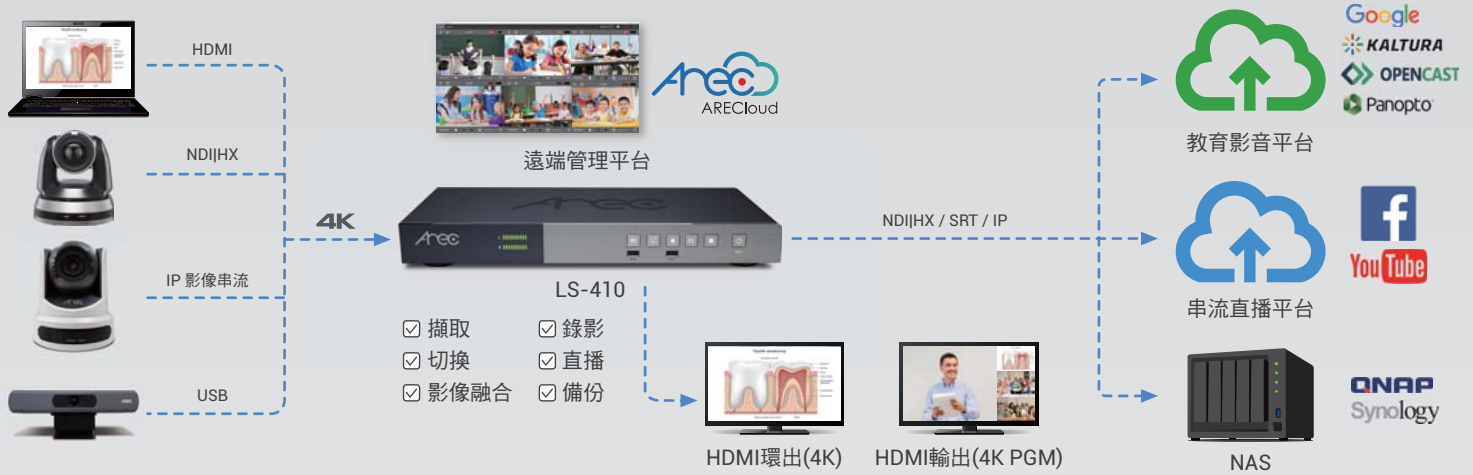 HDMI
NDI|HX
IP 影像串流
USB
4K
Arec
ARECloud
遠端管理平台
Arec
LS-410
☑ 擷取 ☑ 錄影
☑ 切換 ☑ 直播
☑ 影像融合 ☑ 備份
Tooth anatomy
HDMI環出(4K)
HDMI輸出(4K PGM)
NDI|HX / SRT / IP
Google
KALTURA
OPENCAST
Panopto
教育影音平台
f
YouTube
串流直播平台
QNAP
Synology
NAS